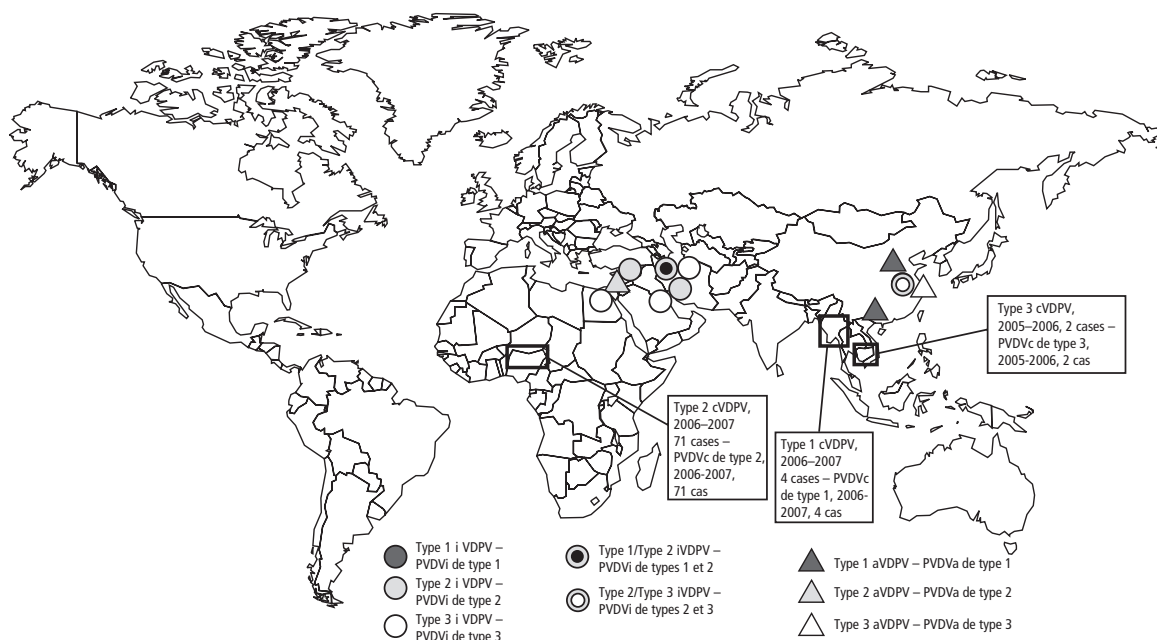 Type 3 cVDPV,
2005–2006, 2 cases –
PVDVc de type 3,
2005-2006, 2 cas
Type 2 cVDPV,
2006–2007
71 cases –
PVDVc de type 2,
2006-2007,
71 cas
Type 1 cVDPV,
2006–2007
4 cases – PVDVc
de type 1, 2006-
2007, 4 cas
Type 1 i VDPV –
PVDVi de type 1
Type 2 i VDPV –
PVDVi de type 2
Type 3 i VDPV –
PVDVi de type 3
Type 1/Type 2 iVDPV –
PVDVi de types 1 et 2
Type 2/Type 3 iVDPV –
PVDVi de types 2 et 3
Type 1 aVDPV – PVDVa de type 1
Type 2 aVDPV – PVDVa de type 2
Type 3 aVDPV – PVDVa de type 3